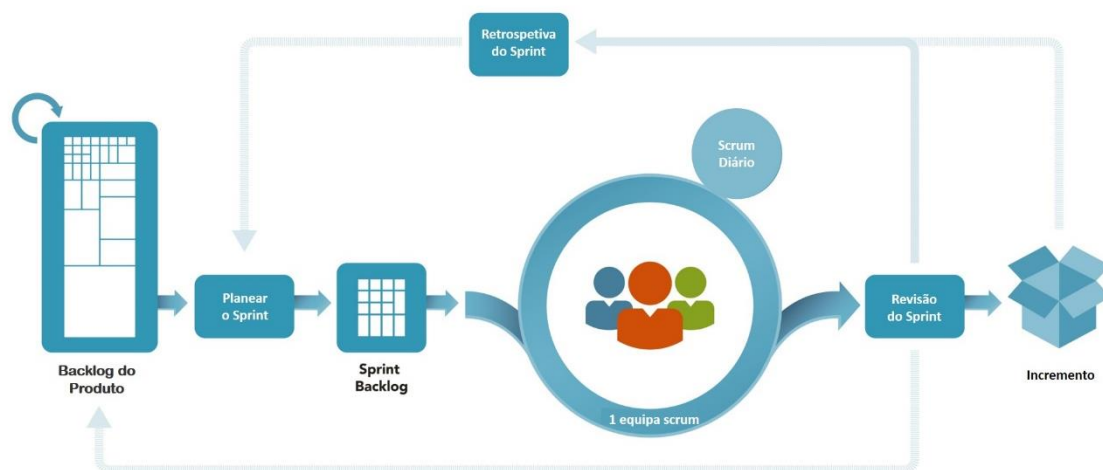 Retrospetiva
do Sprint
Scrum
Diário
Planear
o Sprint
Revisão
do Sprint
Backlog do
Produto
Sprint
Backlog
Incremento
1 equipa scrum